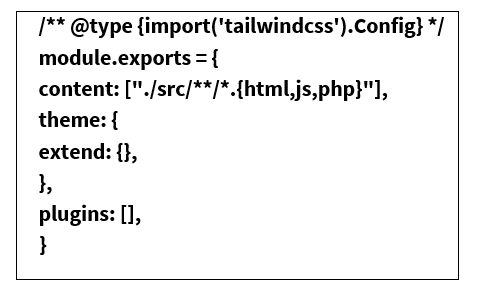 /** @type {import('tailwindcss').Config} */
module.exports = {
content: ["./src/**/*.{html,js,php}"],
theme: {
extend: {},
},
plugins: [],
}